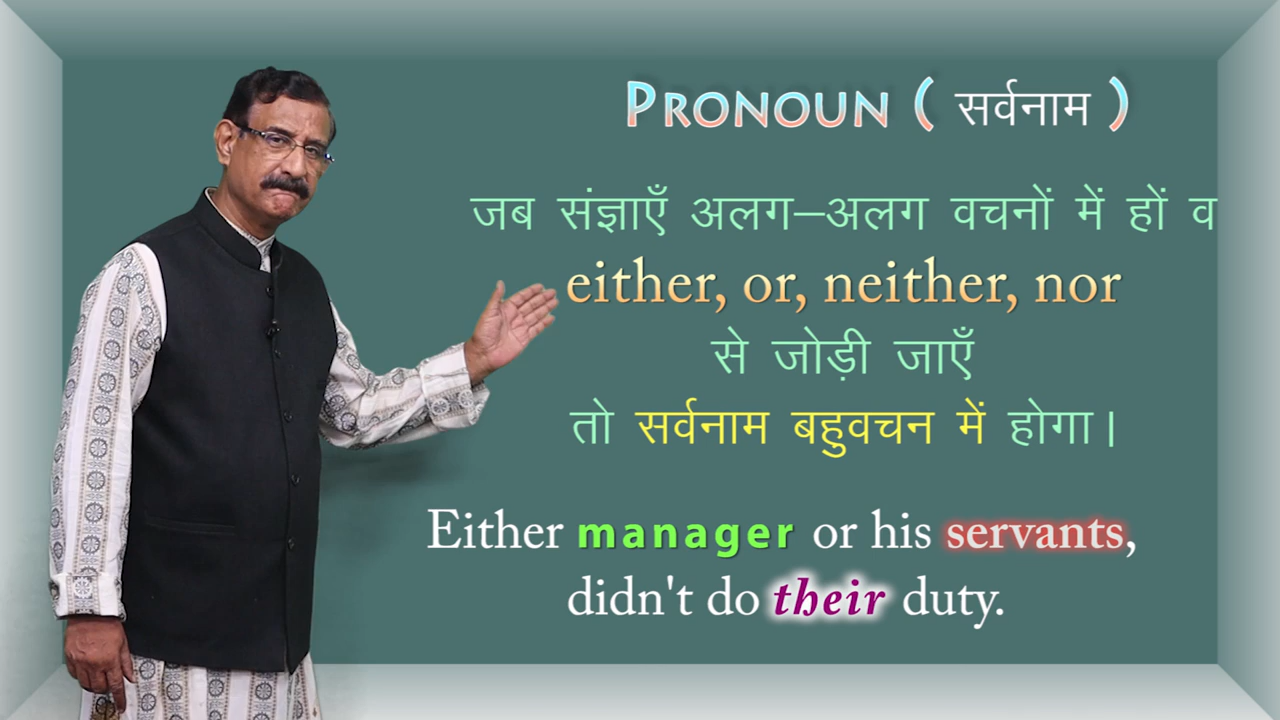 PRONOUN ( सर्वनाम )
जब संज्ञाएँ अलग–अलग वचनों में हों व
either, or, neither, nor
से जोड़ी जाएँ
तो सर्वनाम बहुवचन में होगा।
Either manager or his servants,
didn't do their duty.